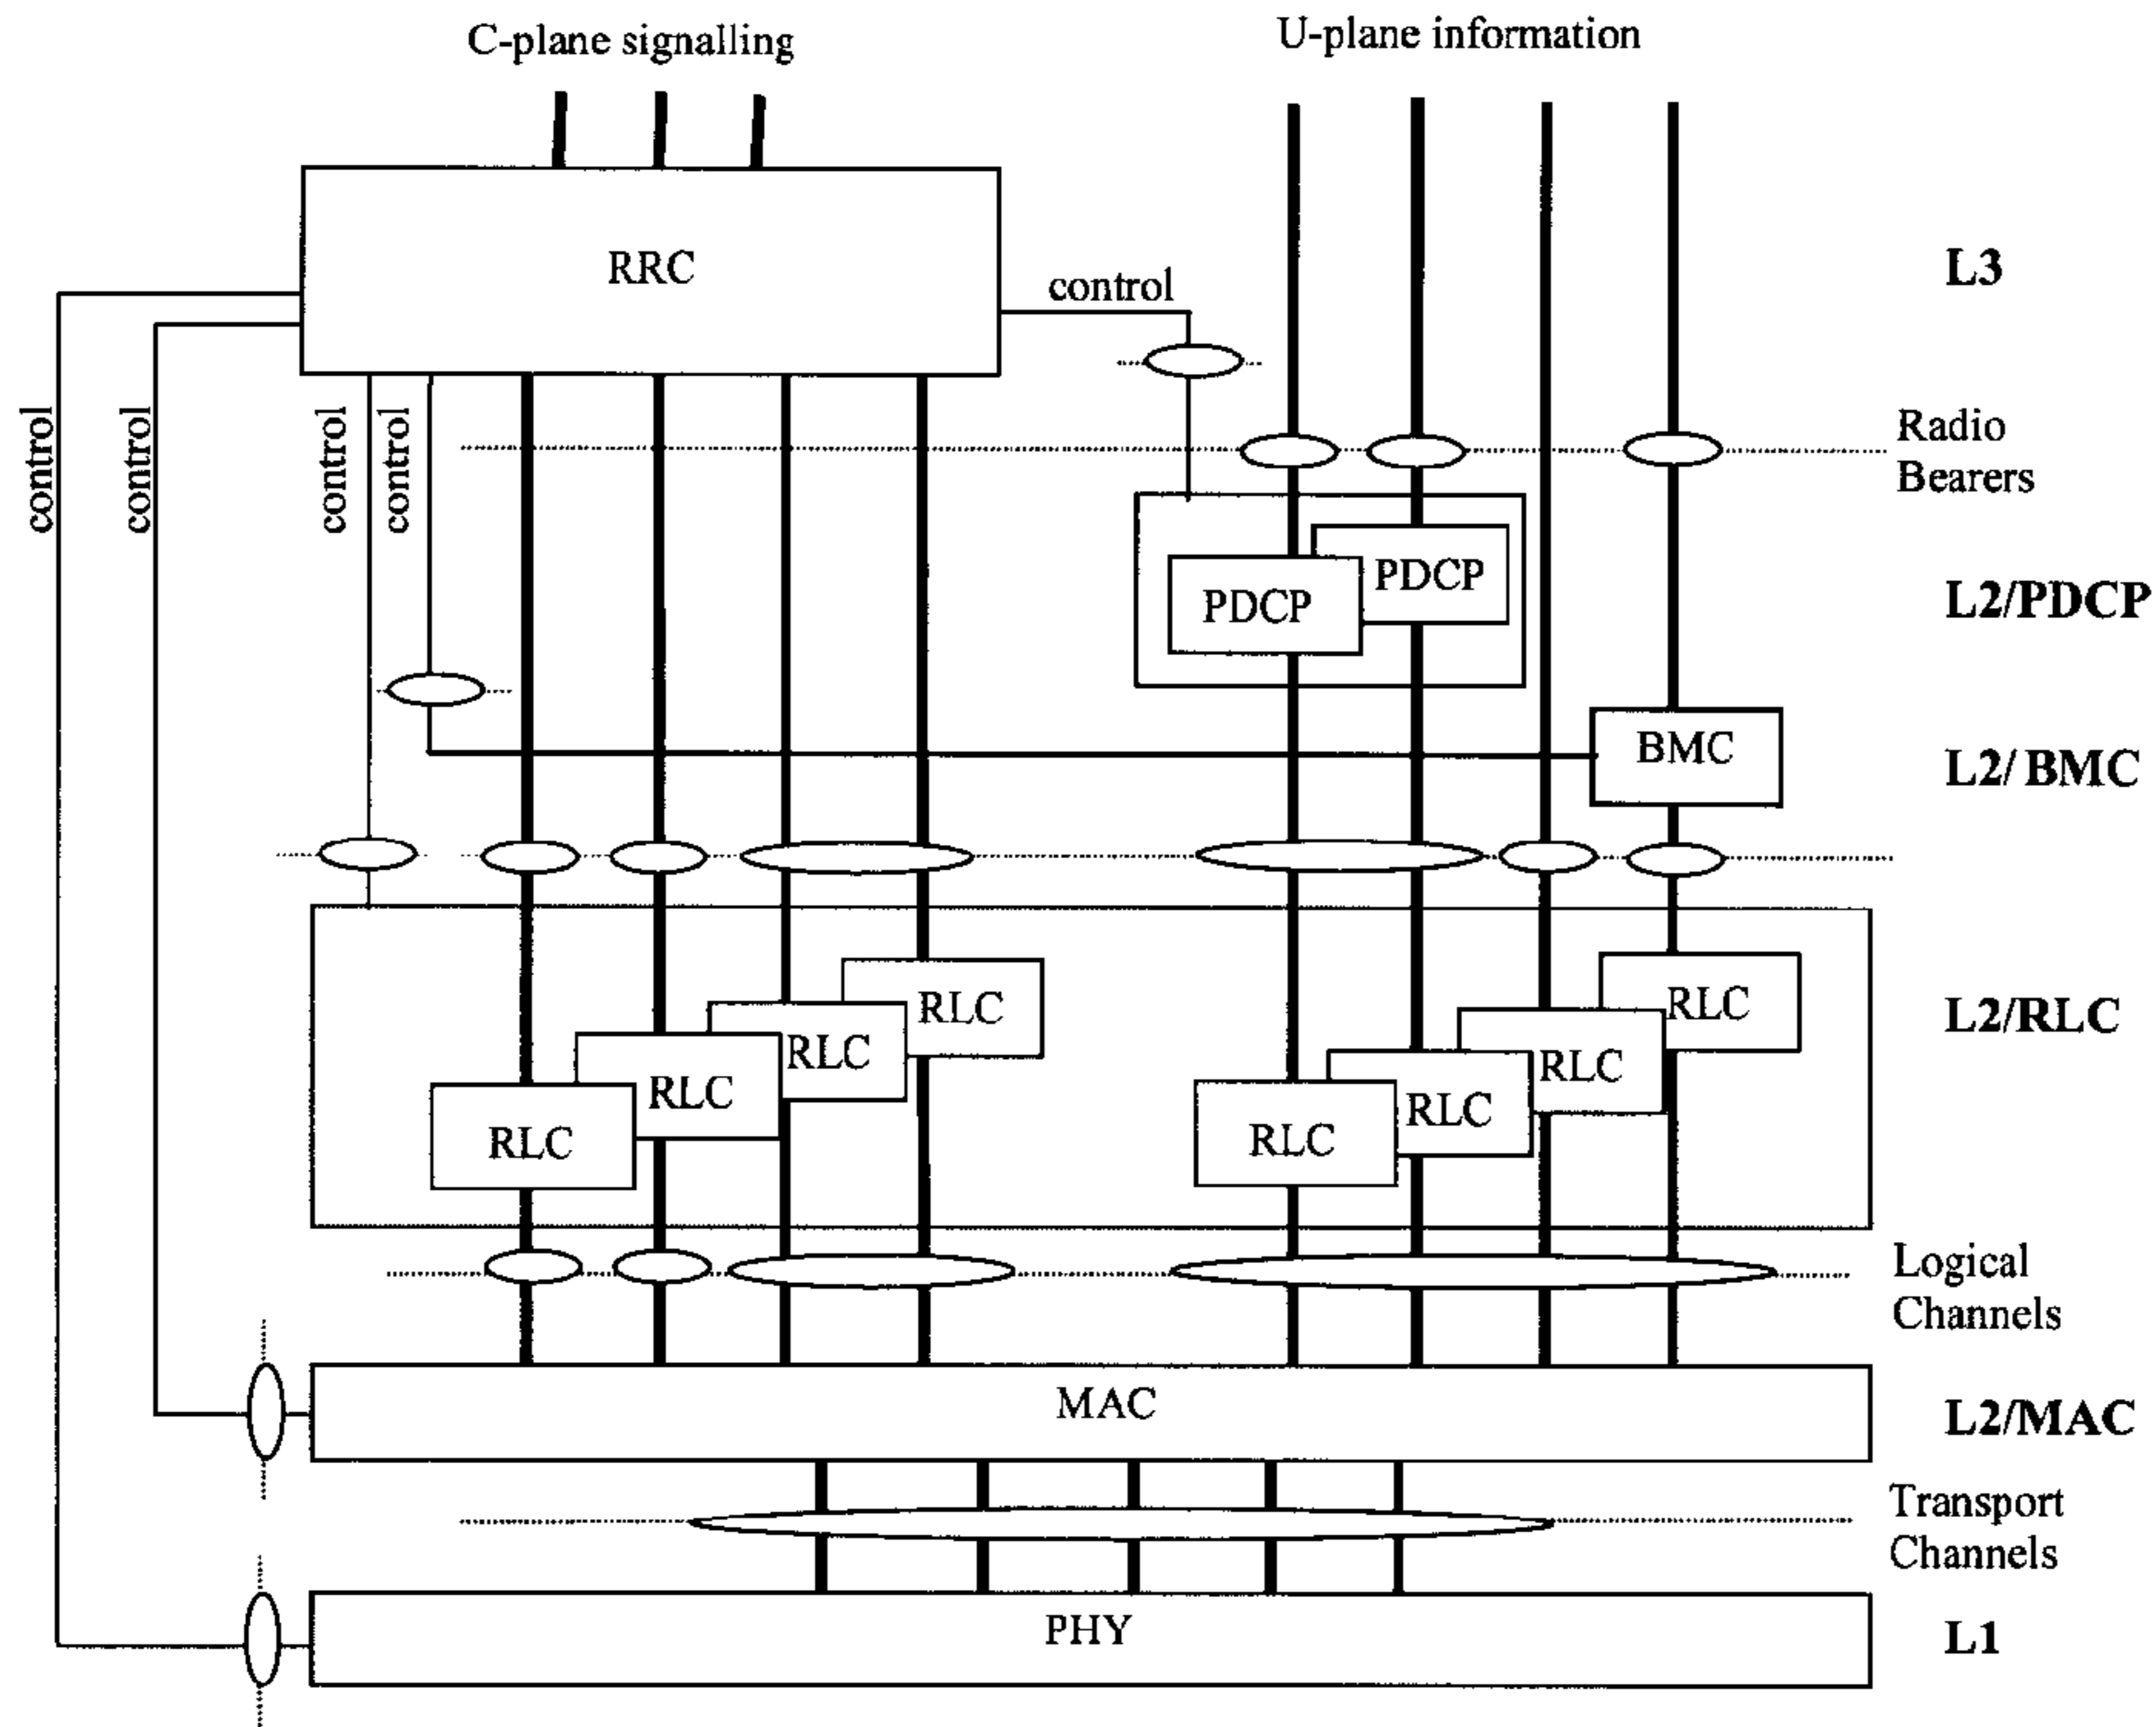 C-plane signalling
U-plane information
RRC
control
L3
control
control
control
control
Radio
Bearers
PDCP
PDCP
L2/PDCP
BMC
L2/ BMC
RLC
RLC
RLC
RLC
RLC
RLC
RLC
RLC
L2/RLC
Logical
Channels
MAC
L2/MAC
Transport
Channels
PHY
L1